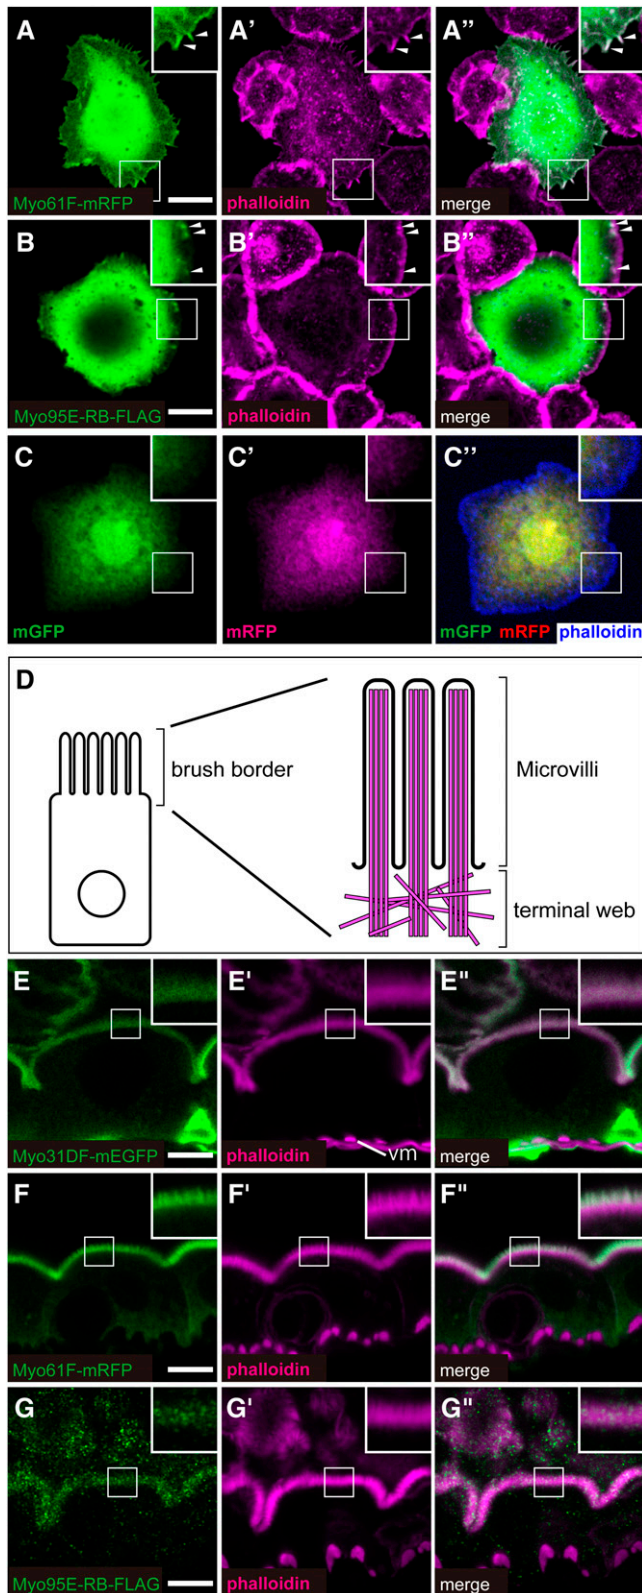 A
A'
A''
Myo61F-mRFP
phalloidin
merge
B
B'
B''
Myo95E-RB-FLAG
phalloidin
merge
C
C'
C''
mGFP
mRFP
mGFP mRFP phalloidin
D
brush border
Microvilli
terminal web
E
E'
E"
Myo31DF-mEGFP
phalloidin
vm
merge
F
F'
F"
Myo61F-mRFP
phalloidin
merge
G
G'
G"
Myo95E-RB-FLAG
phalloidin
merge